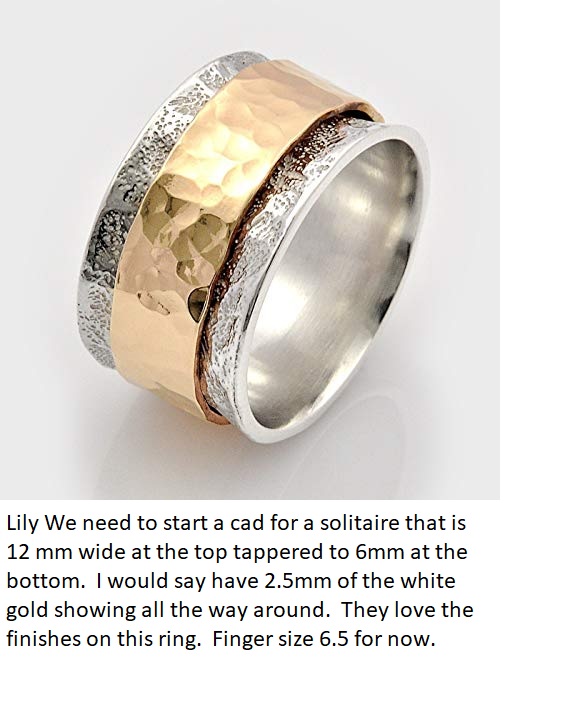 Lily We need to start a cad for a solitaire that is
12 mm wide at the top tappered to 6mm at the
bottom.  I would say have 2.5mm of the white
gold showing all the way around.  They love the
finishes on this ring.  Finger size 6.5 for now.